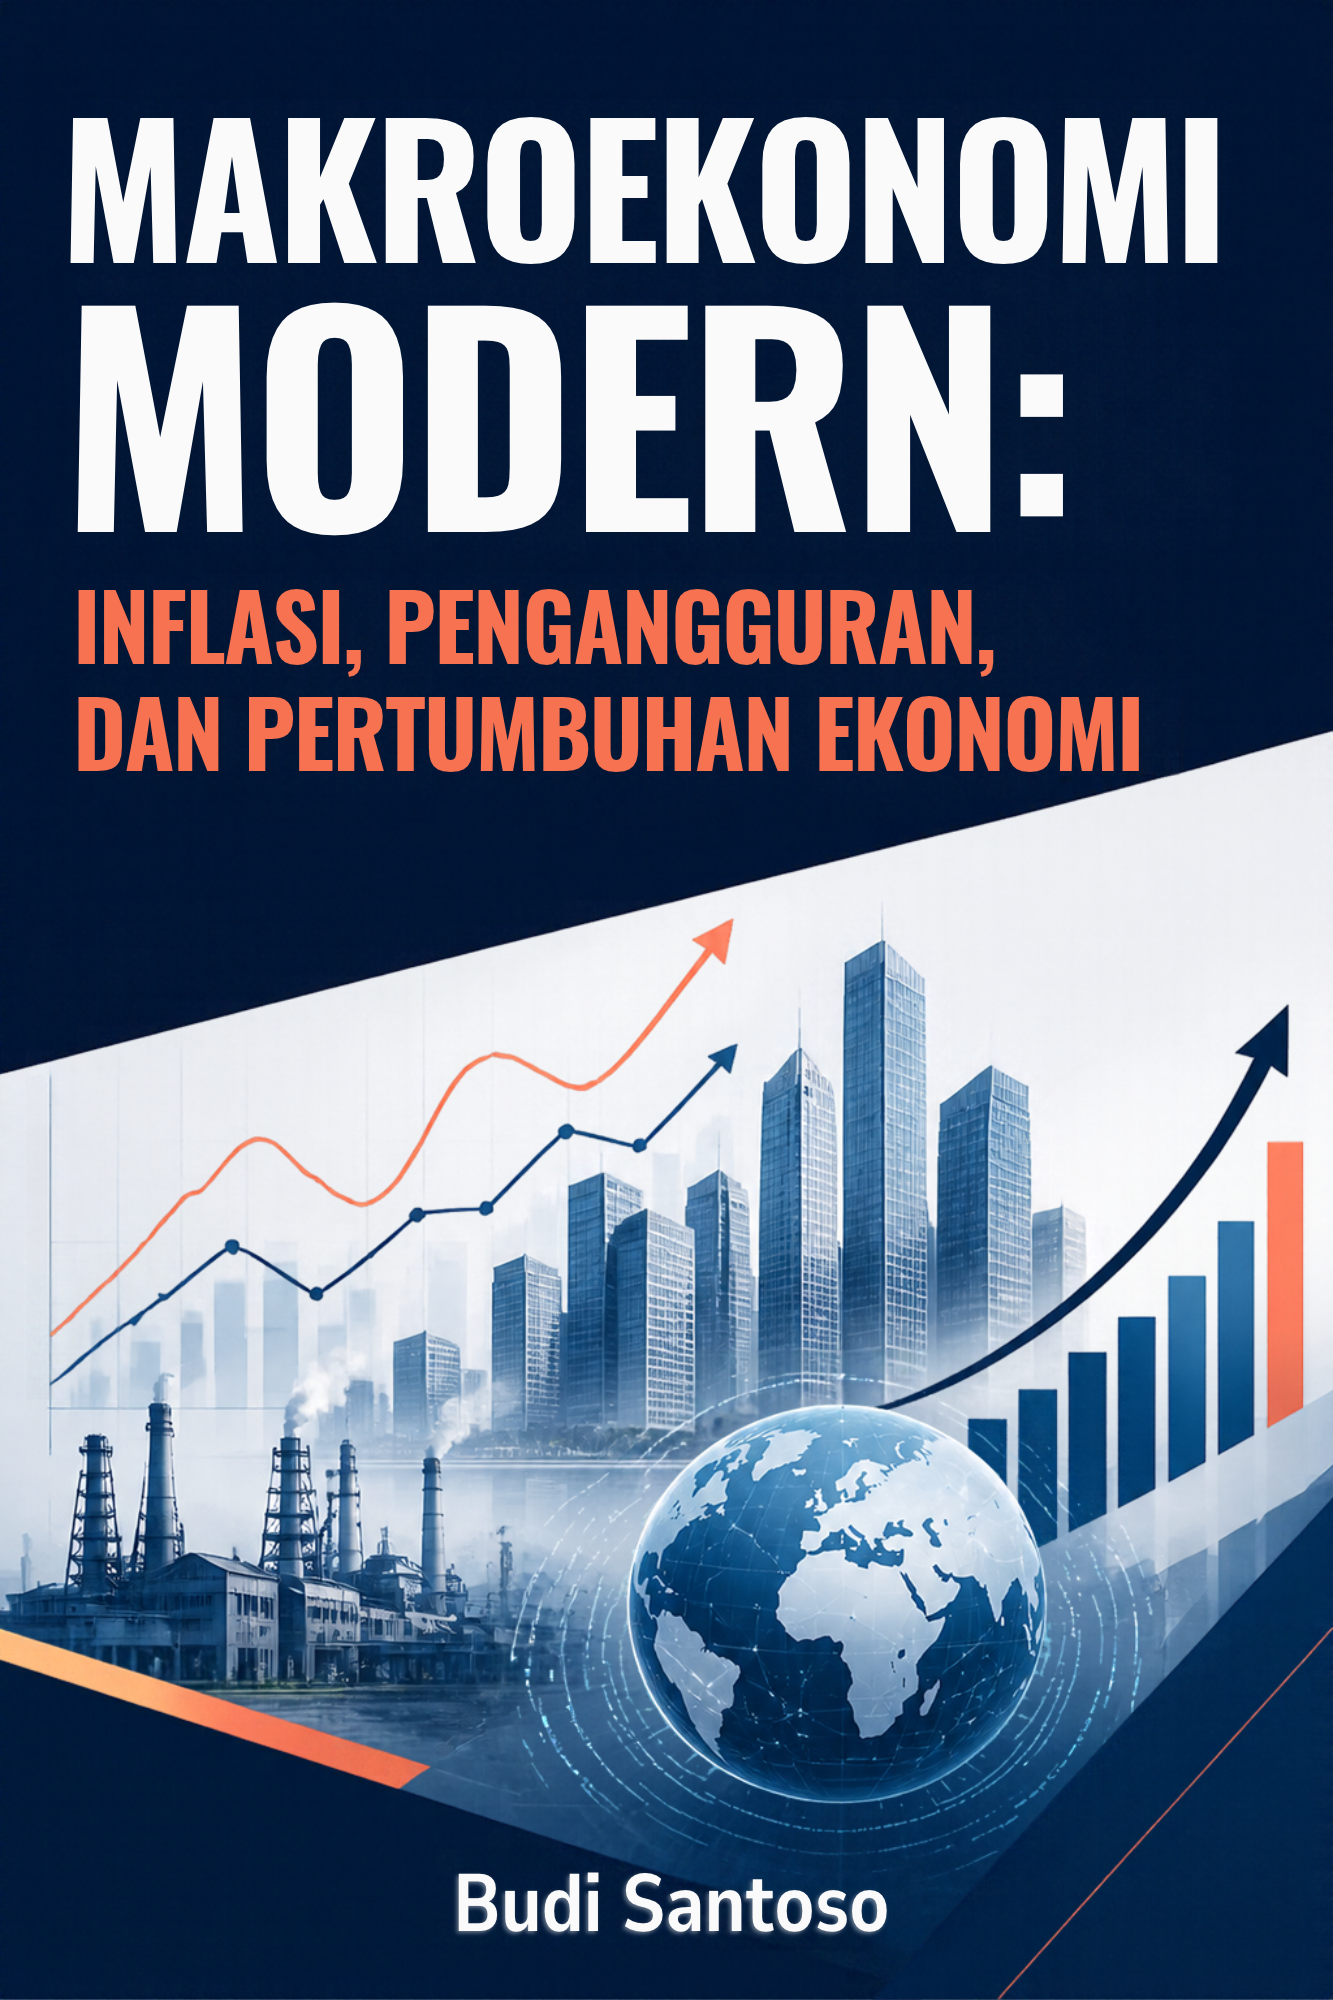 MAKROEKONOMI
MODERN:
INFLASI, PENGANGGURAN,
DAN PERTUMBUHAN EKONOMI
Budi Santoso